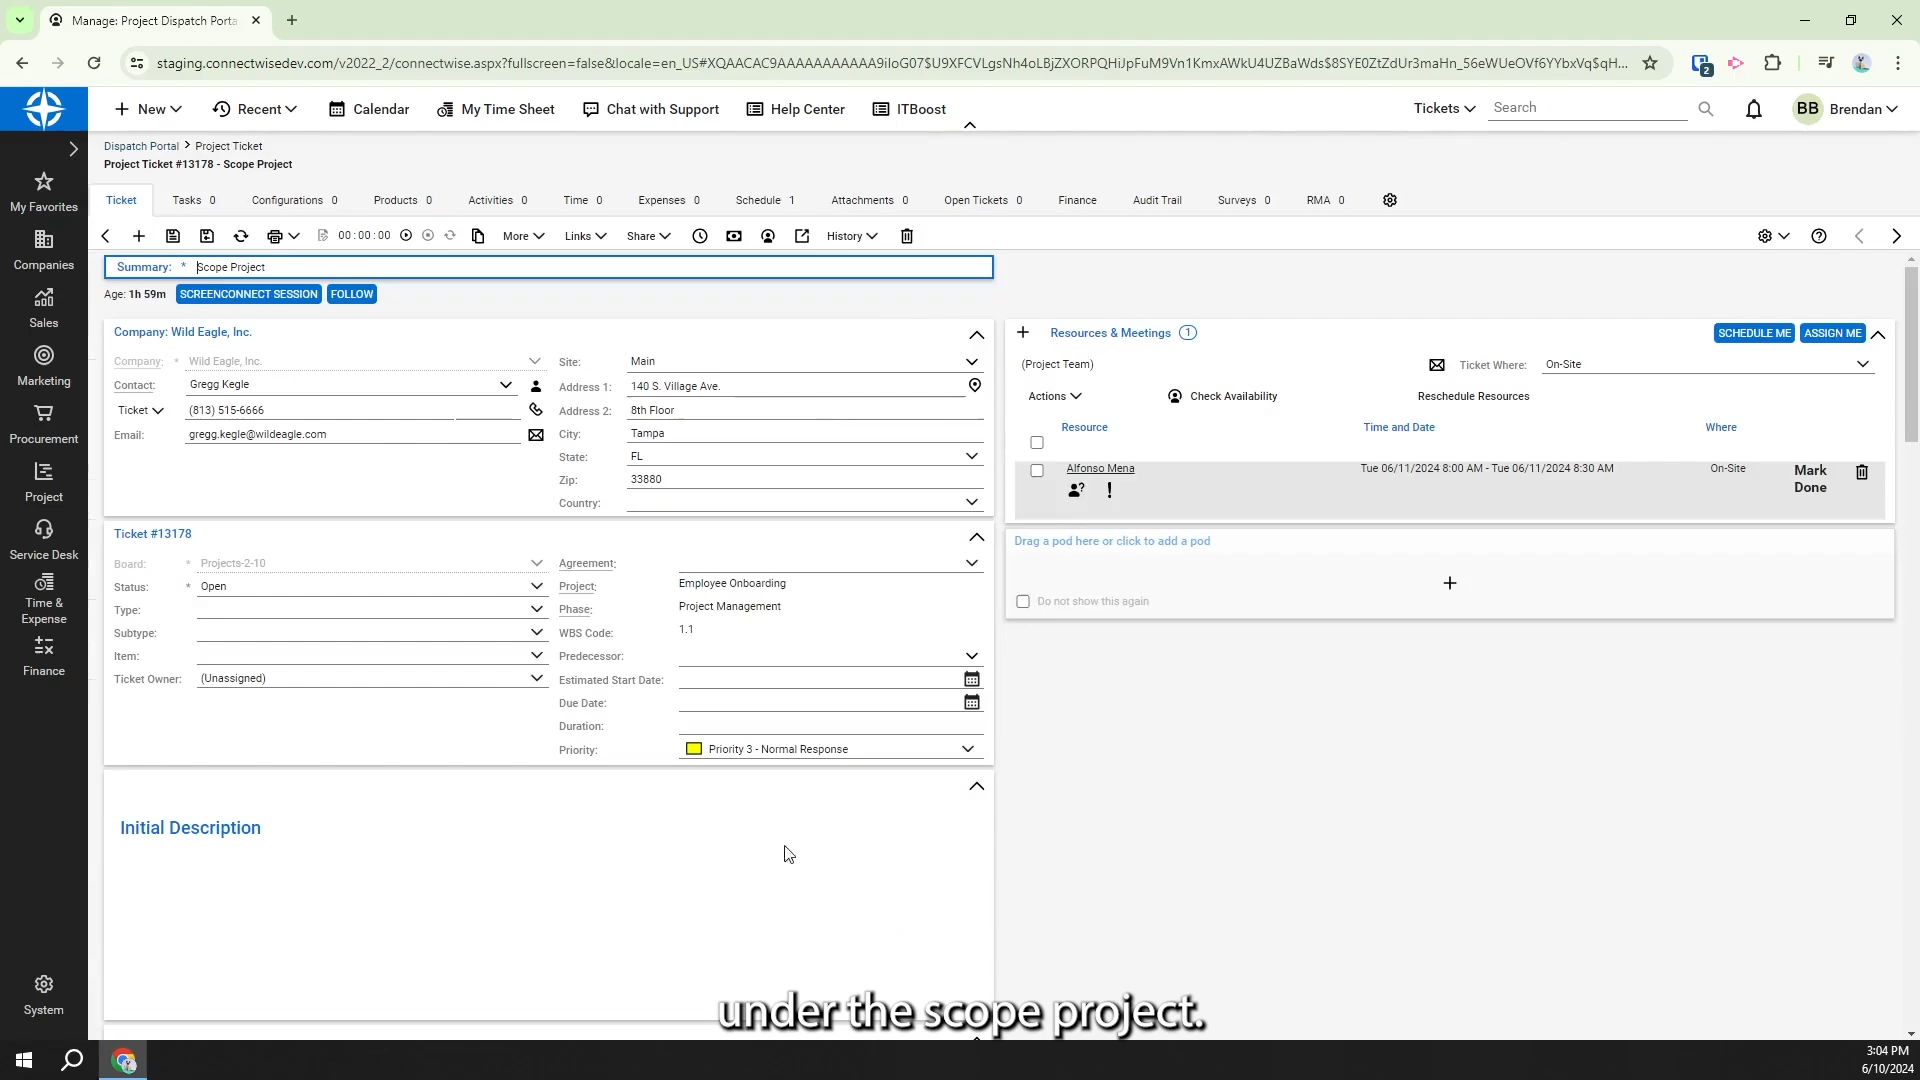 Manage: Project Dispatch Porta
staging.connectwisedev.com/v2022_2/connectwise.aspx?fullscreen=false&locale=en_US#XQAACAC9AAAAAAAAAAA9iIoG07$U9XFCVLgsNh4oLBjZXORPQHiJpFuM9Vn1KmxAWkU4UZBaWds$8SYE0ZtZdUr3maHn_56eWUeOVf6YYbxVq$qH...
2
New
Recent
Calendar
My Time Sheet
Chat with Support
Help Center
ITBoost
Tickets
Search
BB
Brendan
My Favorites
Companies
Sales
Marketing
Procurement
Project
Service Desk
Time &
Expense
Finance
System
Dispatch Portal > Project Ticket
Project Ticket #13178 - Scope Project
Ticket
Tasks 0
Configurations 0
Products 0
Activities 0
Time 0
Expenses 0
Schedule 1
Attachments 0
Open Tickets 0
Finance
Audit Trail
Surveys 0
RMA 0
00:00:00
More
Links
Share
History
Summary: * Scope Project
Age: 1h 59m
SCREENCONNECT SESSION
FOLLOW
Company: Wild Eagle, Inc.
Company: * Wild Eagle, Inc.
Contact: Gregg Kegle
Ticket (813) 515-6666
Email: gregg.kegle@wildeagle.com
Site: Main
Address 1: 140 S. Village Ave.
Address 2: 8th Floor
City: Tampa
State: FL
Zip: 33880
Country:
Ticket #13178
Board: * Projects-2-10
Status: * Open
Type:
Subtype:
Item:
Ticket Owner: (Unassigned)
Agreement:
Project: Employee Onboarding
Phase: Project Management
WBS Code: 1.1
Predecessor:
Estimated Start Date:
Due Date:
Duration:
Priority: Priority 3 - Normal Response
Initial Description
Resources & Meetings 1
SCHEDULE ME
ASSIGN ME
(Project Team)
Ticket Where: On-Site
Actions
Check Availability
Reschedule Resources
Resource
Time and Date
Where
Alfonso Mena
Tue 06/11/2024 8:00 AM - Tue 06/11/2024 8:30 AM
On-Site
Mark
Done
Drag a pod here or click to add a pod
Do not show this again
under the scope project.
3:04 PM
6/10/2024